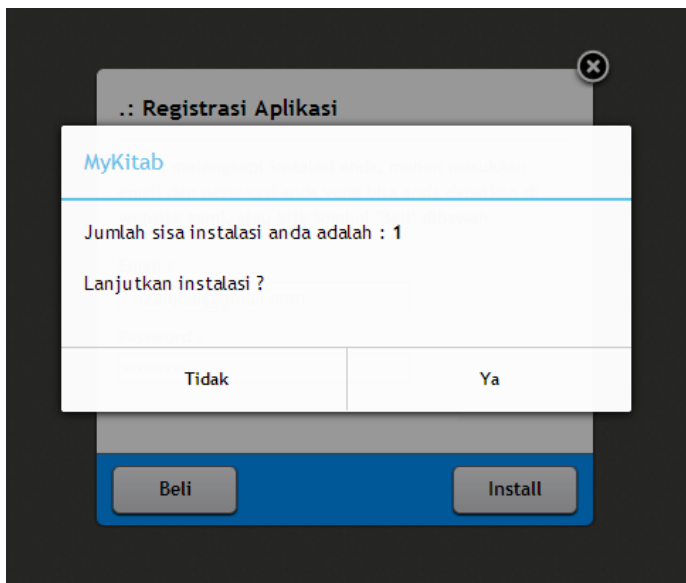 .: Registrasi Aplikasi
MyKitab
Jumlah sisa instalasi anda adalah : 1
Lanjutkan instalasi ?
Tidak
Ya
Beli
Install